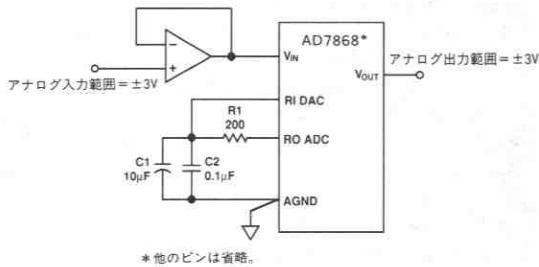 AD7868*
アナログ入力範囲=±3V
−
+
V_IN
アナログ出力範囲=±3V
V_OUT
RI DAC
R1
200
RO ADC
C1
10μF
C2
0.1μF
AGND
*他のピンは省略。